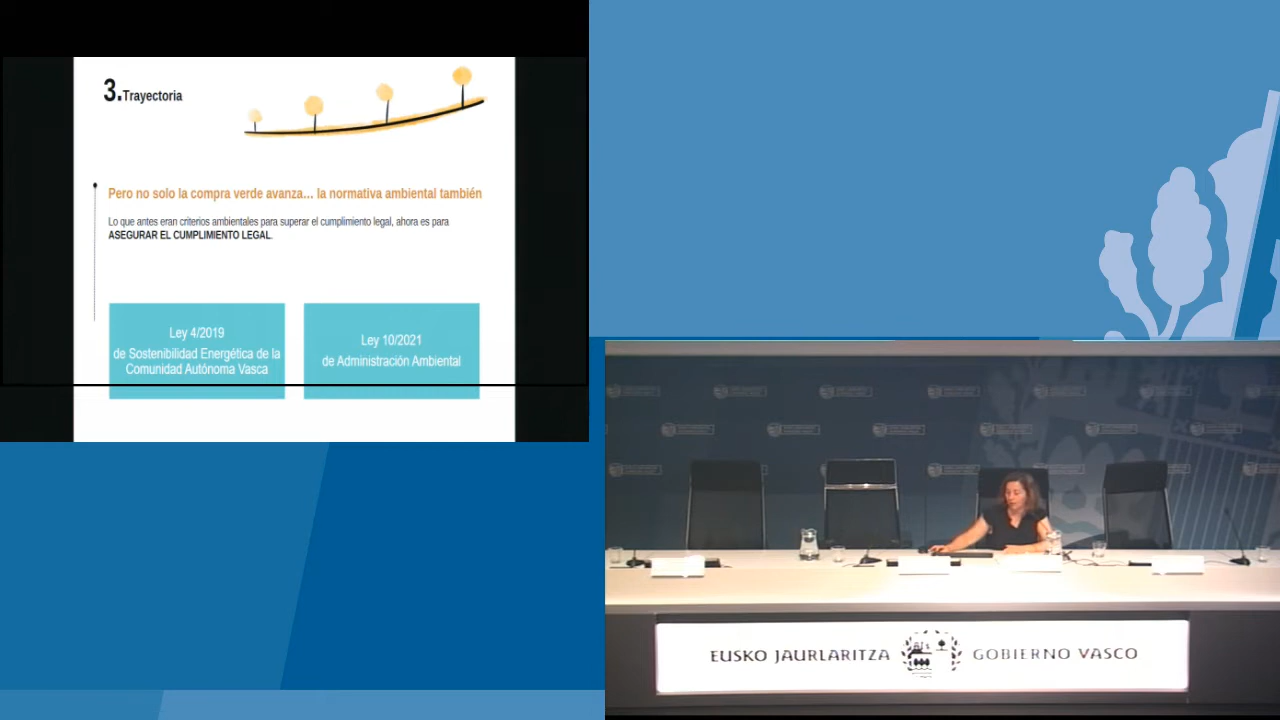 3.Trayectoria
Pero no solo la compra verde avanza... la normativa ambiental también
Lo que antes eran criterios ambientales para superar el cumplimiento legal, ahora es para
ASEGURAR EL CUMPLIMIENTO LEGAL.
Ley 4/2019
de Sostenibilidad Energética de la
Comunidad Autónoma Vasca
Ley 10/2021
de Administración Ambiental
EUSKO JAURLARITZA
GOBIERNO VASCO